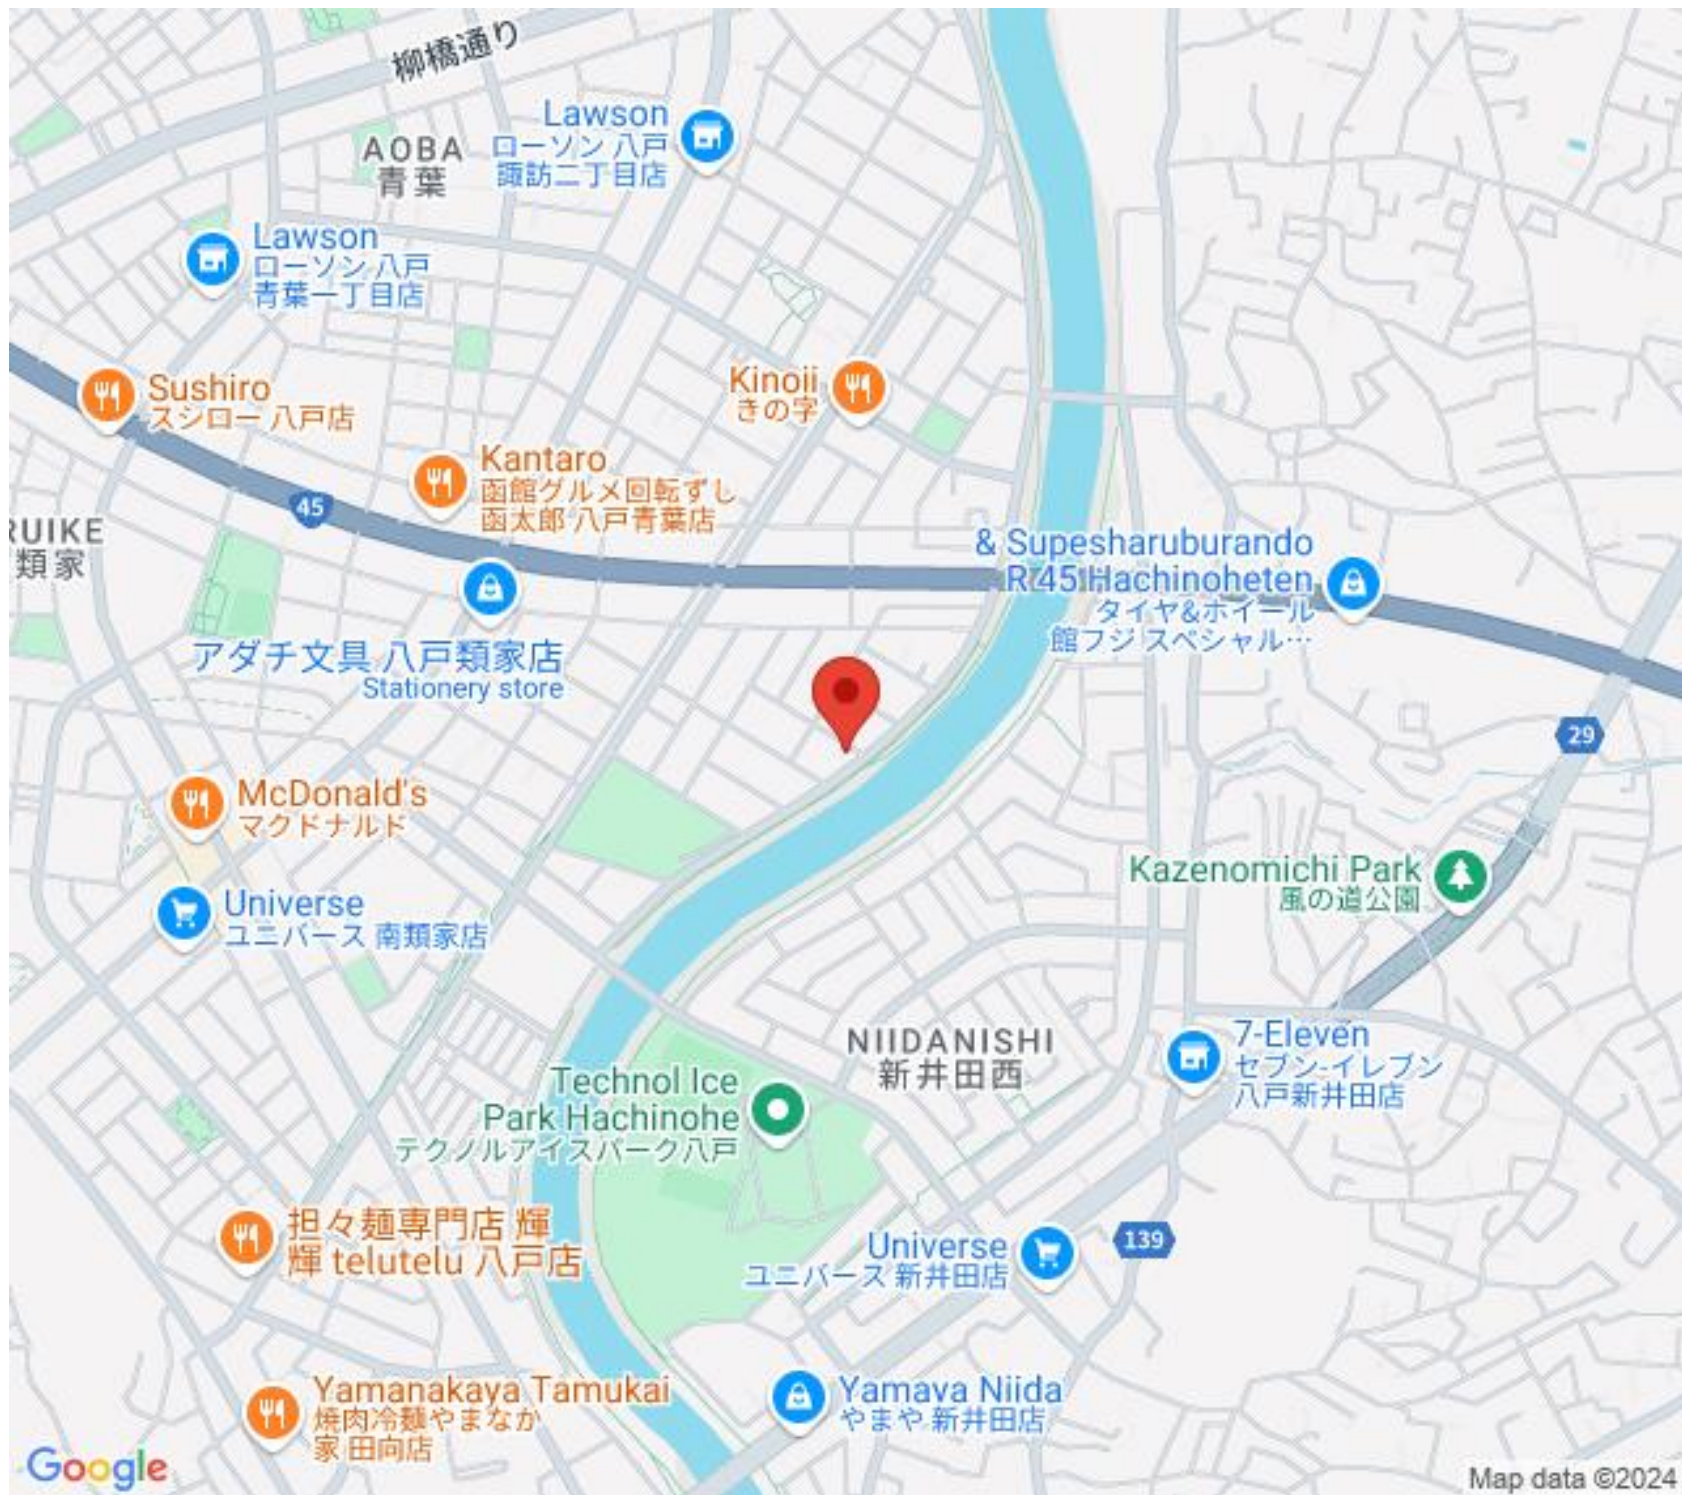 柳橋通り
Lawson
ローソン 八戸
諏訪二丁目店
AOBA
青葉
Lawson
ローソン 八戸
青葉一丁目店
Sushiro
スシロー 八戸店
Kinoji
きの字
Kantaro
函館グルメ回転ずし
函太郎 八戸青葉店
45
RUIKE
類家
& Supesharuburando
R 45 Hachinoheten
タイヤ&ホイール
館フジ スペシャル…
アダチ文具 八戸類家店
Stationery store
29
McDonald's
マクドナルド
Kazenomichi Park
風の道公園
Universe
ユニバース 南類家店
NIIDANISHI
新井田西
7-Eleven
セブン-イレブン
八戸新井田店
Technol Ice
Park Hachinohe
テクノルアイスパーク八戸
担々麺専門店 輝
輝 telutelu 八戸店
Universe
ユニバース 新井田店
139
Yamanakaya Tamukai
焼肉冷麺やまなか
家 田向店
Yamaya Niida
やまや 新井田店
Google
Map data ©2024